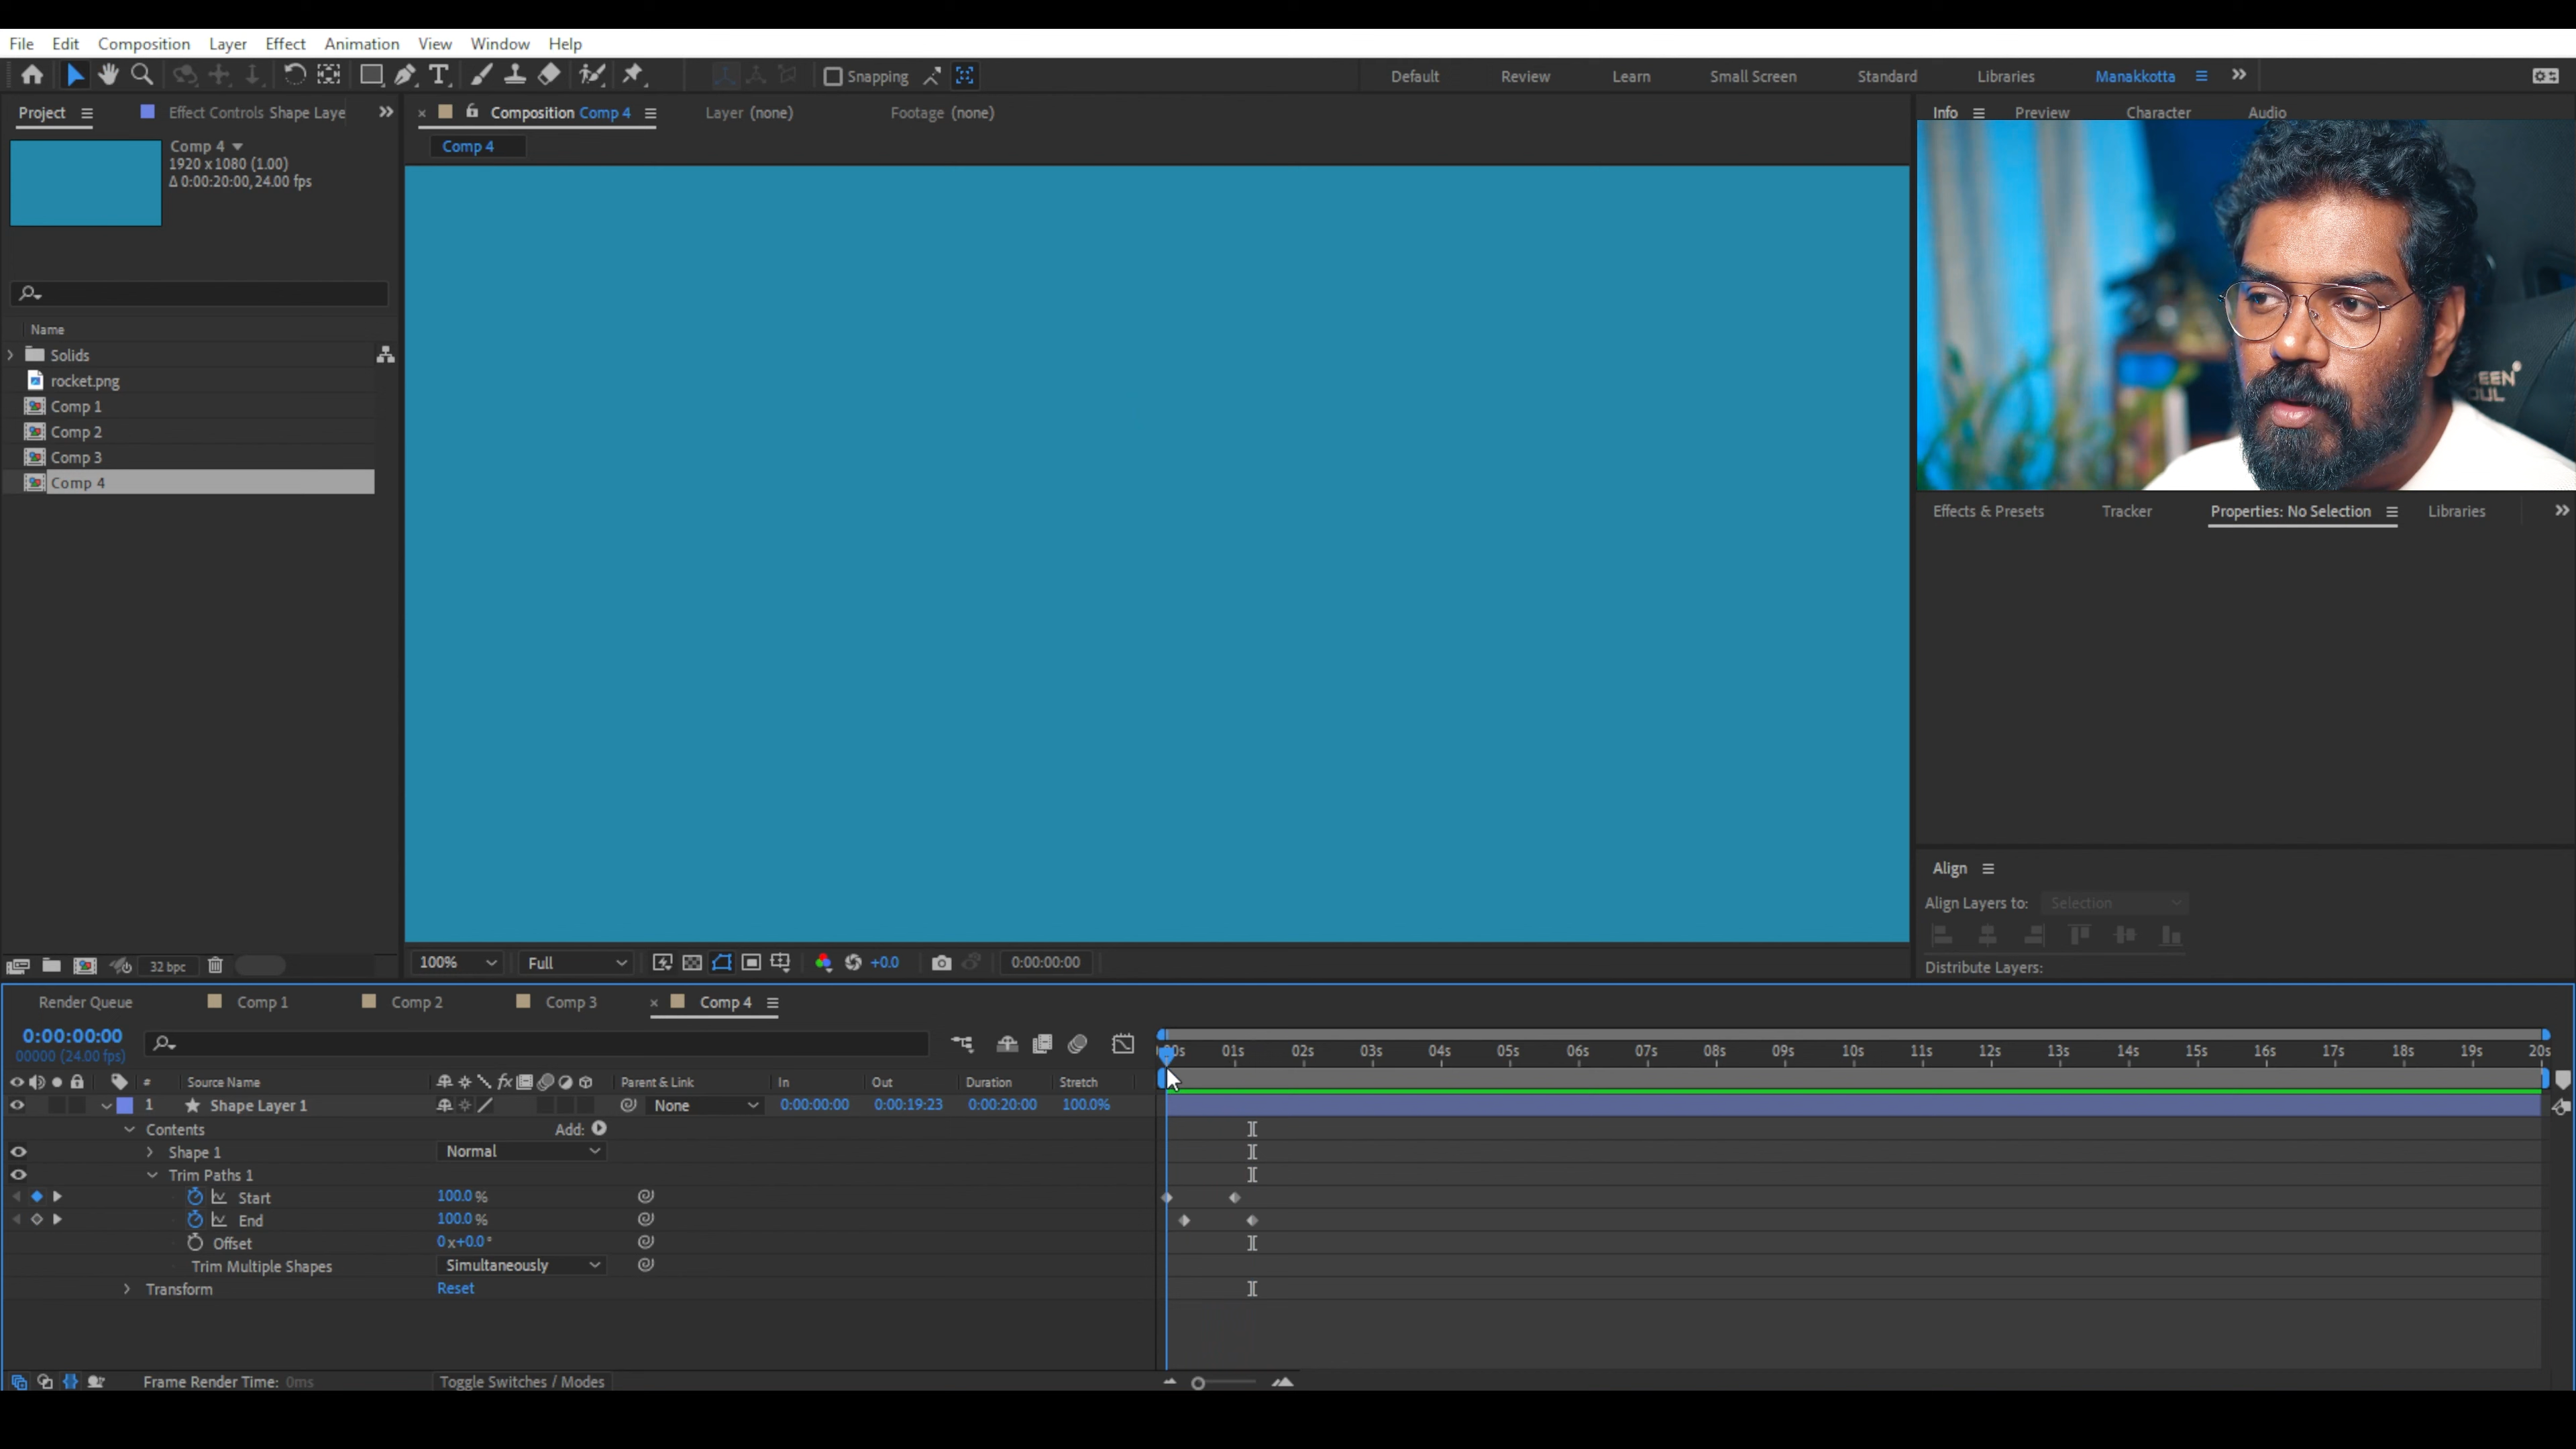 File Edit Composition Layer Effect Animation View Window Help
Snapping Default Review Learn Small Screen Standard Libraries Manakkotta
Project Effect Controls Shape Laye Composition Comp 4 Layer (none) Footage (none) Info Preview Character Audio
Comp 4
Comp 4
1920 x 1080 (1.00)
Δ 0:00:20:00, 24.00 fps
Name
Solids
rocket.png
Comp 1
Comp 2
Comp 3
Comp 4
Effects & Presets Tracker Properties: No Selection Libraries
Align
Align Layers to: Selection
Distribute Layers:
32 bpc 100% Full +0.0 0:00:00:00
Render Queue Comp 1 Comp 2 Comp 3 Comp 4
0:00:00:00
00000 (24.00 fps)
01s 02s 03s 04s 05s 06s 07s 08s 09s 10s 11s 12s 13s 14s 15s 16s 17s 18s 19s 20s
# Source Name fx Parent & Link In Out Duration Stretch
1 Shape Layer 1 None 0:00:00:00 0:00:19:23 0:00:20:00 100.0%
Contents Add:
Shape 1 Normal
Trim Paths 1
Start 100.0 %
End 100.0 %
Offset 0 x+0.0 °
Trim Multiple Shapes Simultaneously
Transform Reset
Frame Render Time: 0ms Toggle Switches / Modes